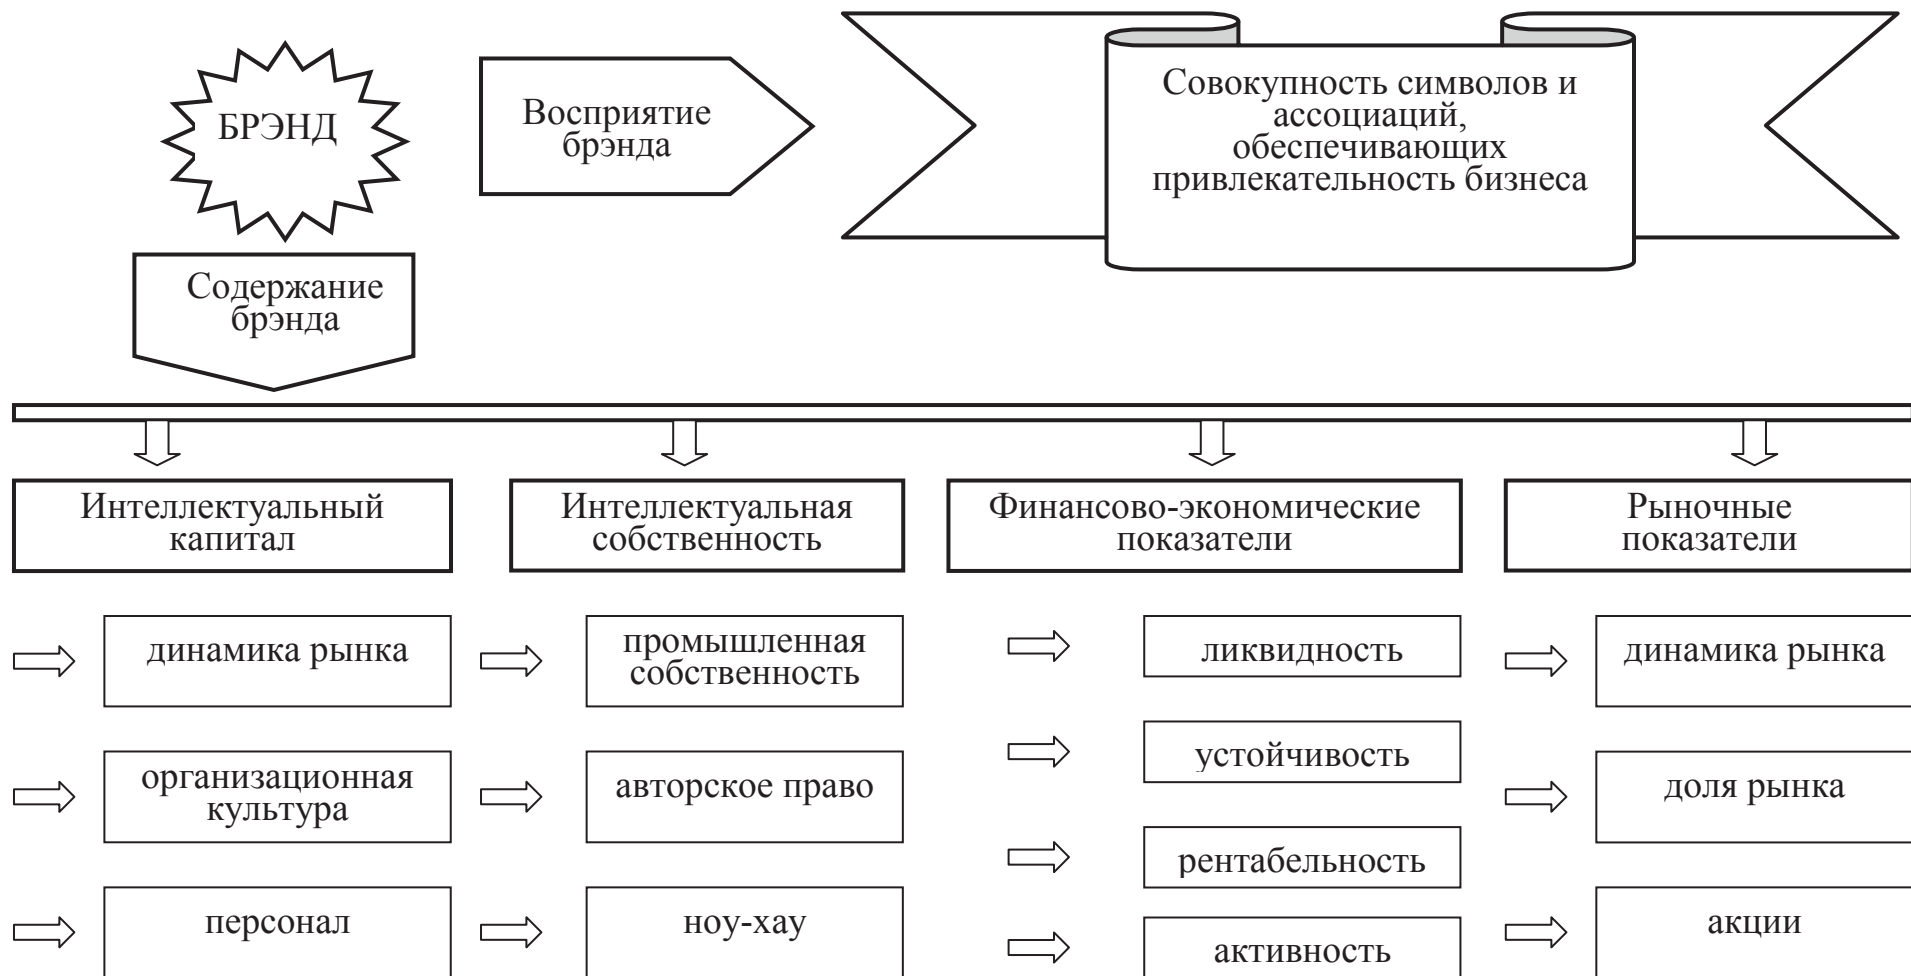 БРЭНД
Восприятие
брэнда
Совокупность символов и
ассоциаций,
обеспечивающих
привлекательность бизнеса
Содержание
брэнда
Интеллектуальный
капитал
Интеллектуальная
собственность
Финансово-экономические
показатели
Рыночные
показатели
динамика рынка
организационная
культура
персонал
промышленная
собственность
авторское право
ноу-хау
ликвидность
устойчивость
рентабельность
активность
динамика рынка
доля рынка
акции